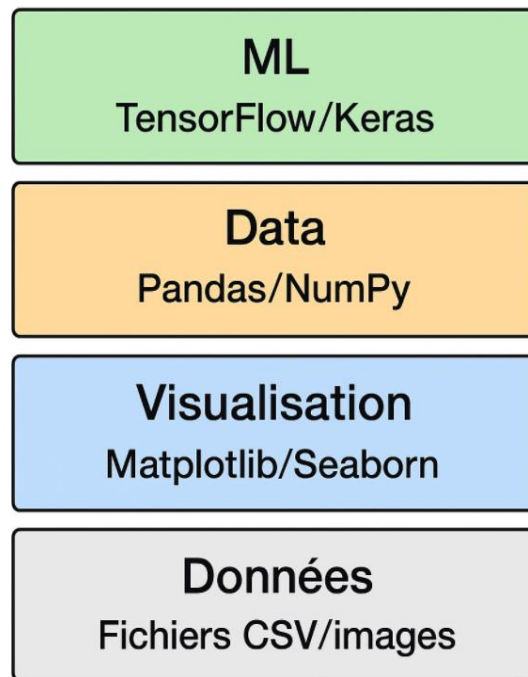 ML
TensorFlow/Keras
Data
Pandas/NumPy
Visualisation
Matplotlib/Seaborn
Données
Fichiers CSV/images